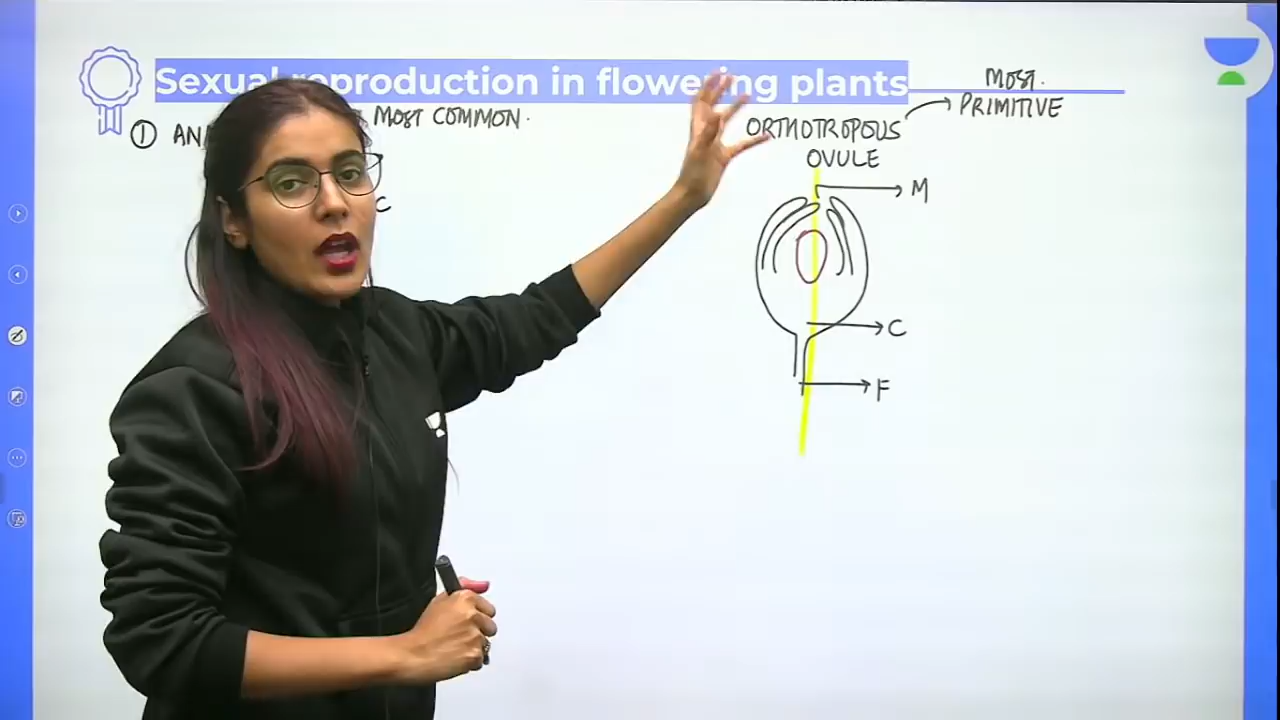 Sexual reproduction in flowering plants
① AN
MOST COMMON.
C
ORTHOTROPOUS
OVULE
MOST.
PRIMITIVE
M
C
F